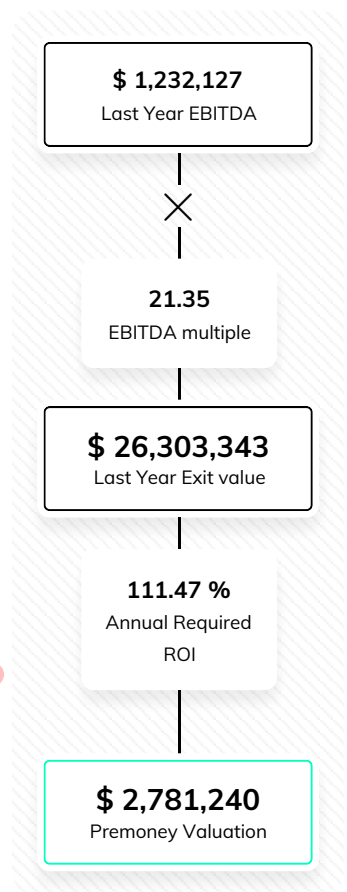 $ 1,232,127
Last Year EBITDA
21.35
EBITDA multiple
$ 26,303,343
Last Year Exit value
111.47 %
Annual Required
ROI
$ 2,781,240
Premoney Valuation